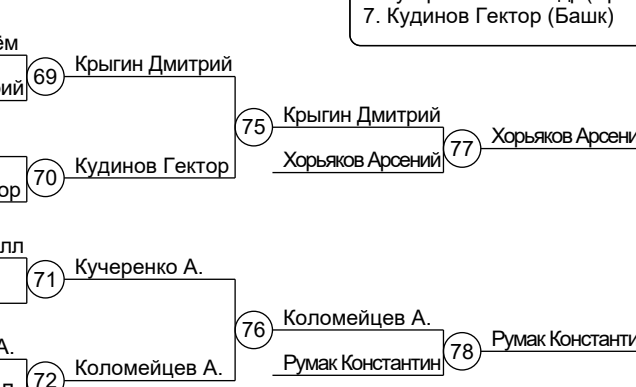 7. Кудинов Гектор (Башк)
69
Крыгин Дмитрий
75
Крыгин Дмитрий
77
Хорьяков Арсений
70
Кудинов Гектор
71
Кучеренко А.
76
Коломейцев А.
78
Румак Константин
А.
72
Коломейцев А.